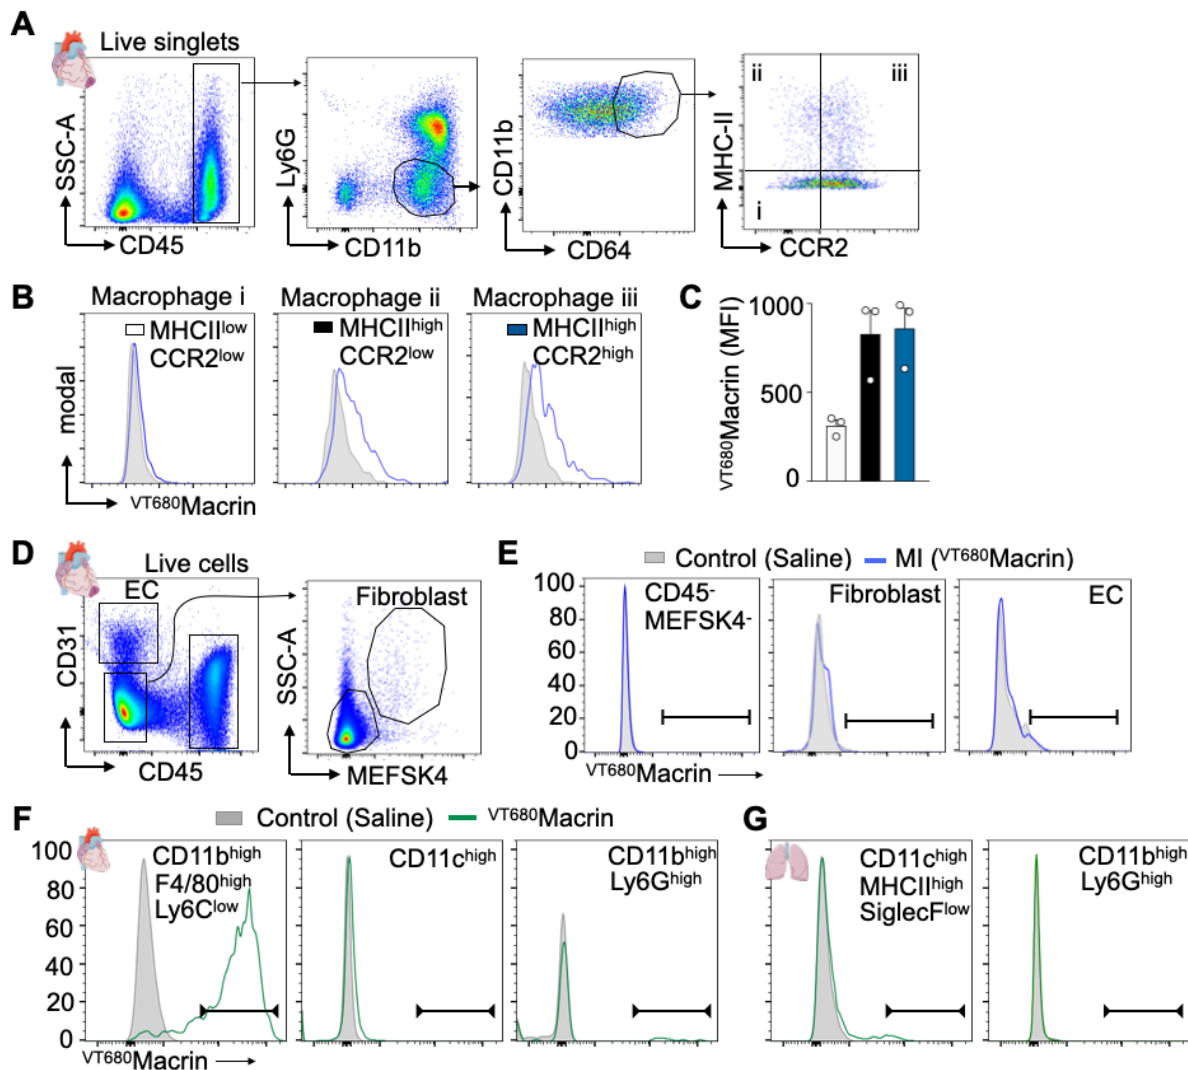 A
Live singlets
SSC-A
CD45
Ly6G
CD11b
CD11b
CD64
ii
iii
i
MHC-II
CCR2
B
Macrophage i
Macrophage ii
Macrophage iii
MHCIIlow
CCR2low
MHCIIhigh
CCR2low
MHCIIhigh
CCR2high
modal
VT680Macrin
C
VT680Macrin (MFI)
1000
500
0
D
Live cells
EC
CD31
CD45
Fibroblast
SSC-A
MEFSK4
E
Control (Saline)
MI (VT680Macrin)
100
80
60
40
20
0
CD45-
MEFSK4-
Fibroblast
EC
VT680Macrin
F
Control (Saline)
VT680Macrin
100
80
60
40
20
0
CD11bhigh
F4/80high
Ly6Clow
CD11chigh
CD11bhigh
Ly6Ghigh
VT680Macrin
G
CD11chigh
MHCIIhigh
SiglecFlow
CD11bhigh
Ly6Ghigh